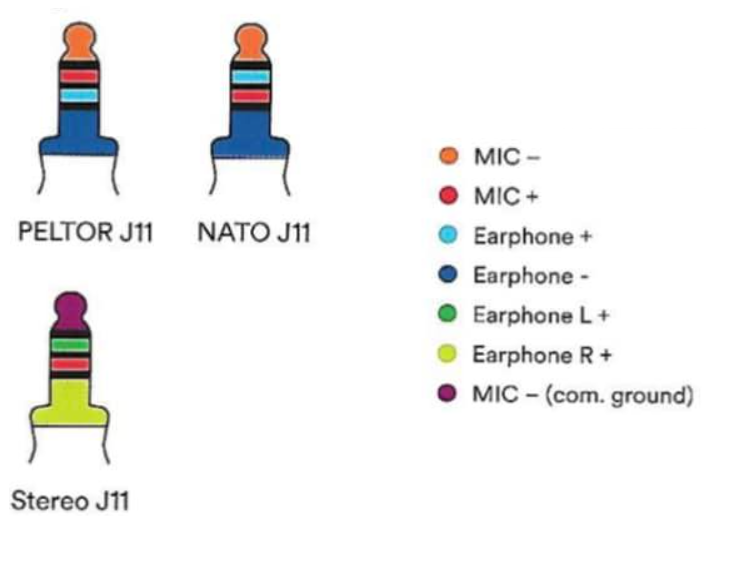 PELTOR J11
NATO J11
MIC –
MIC +
Earphone +
Earphone -
Earphone L +
Earphone R +
MIC – (com. ground)
Stereo J11